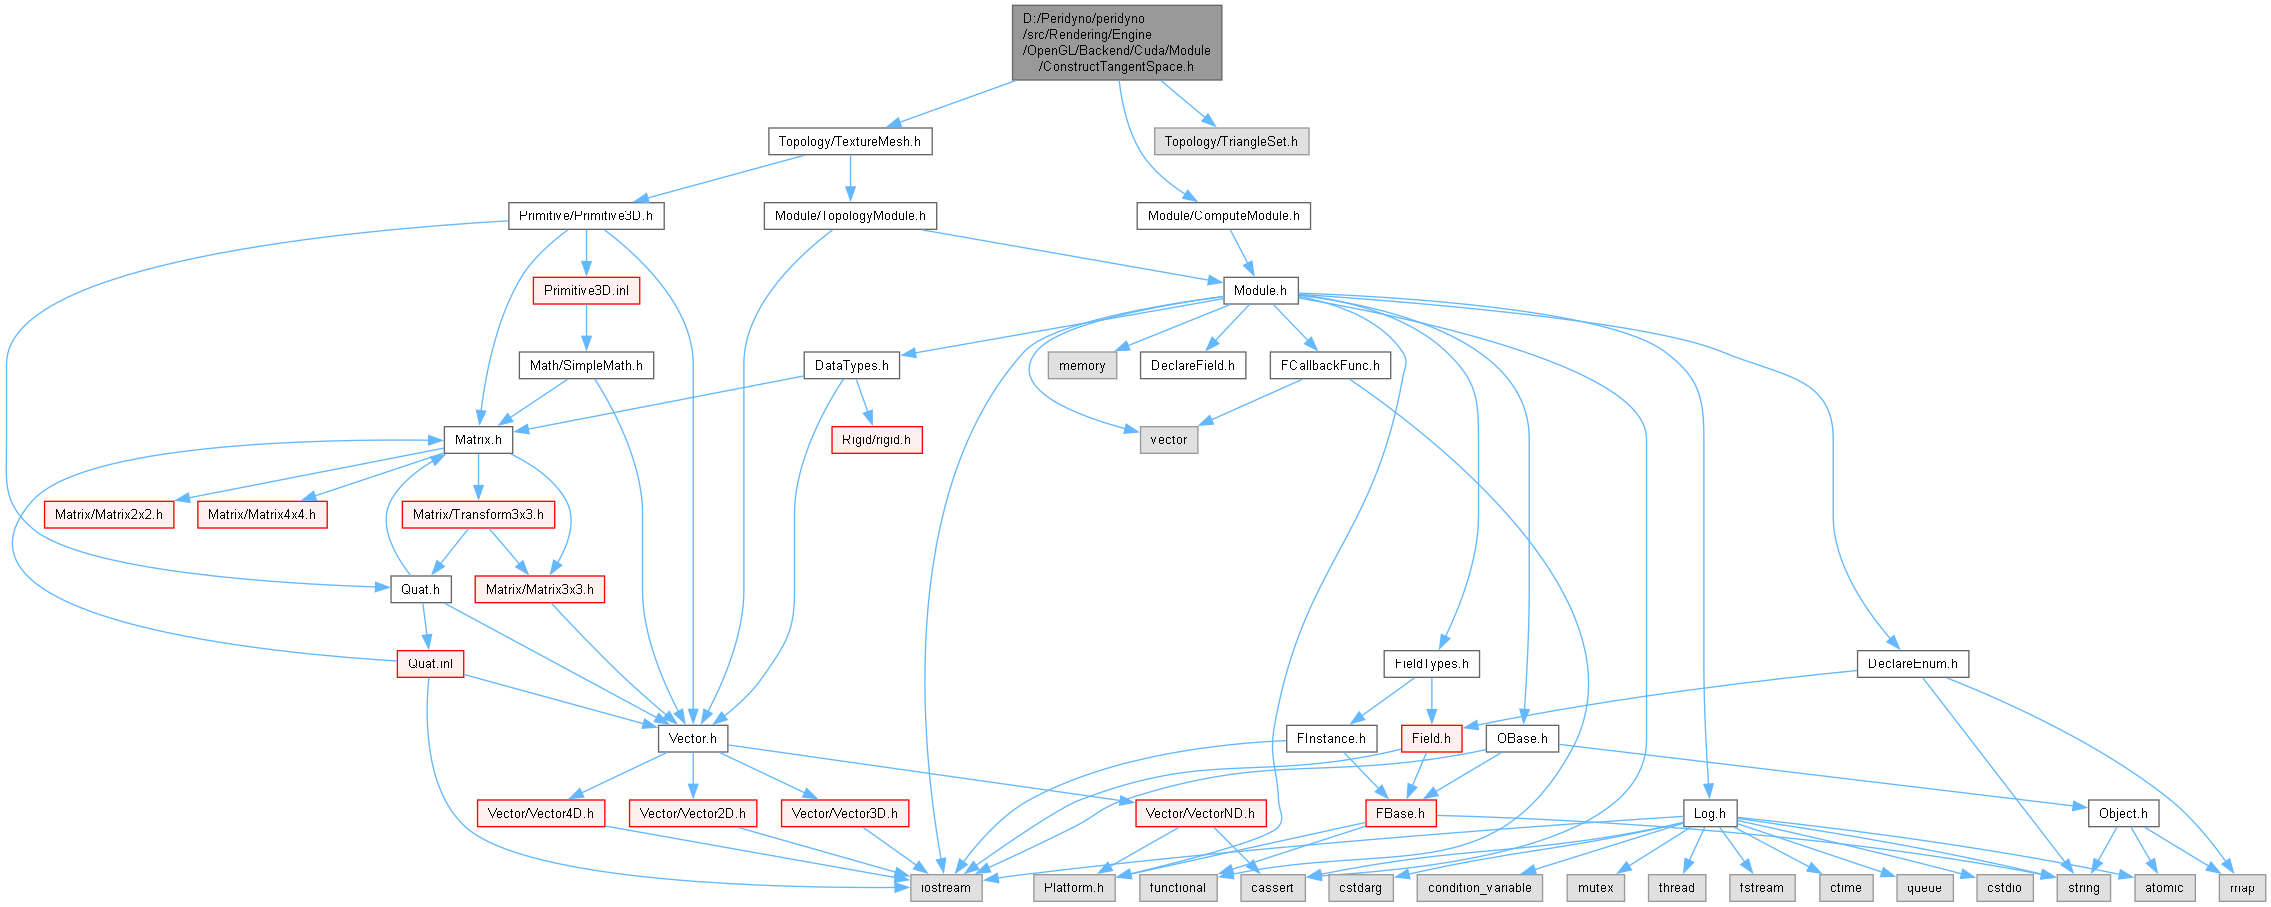 D:/Peridyno/peridyno
/src/Rendering/Engine
/OpenGL/Backend/Cuda/Module
/ConstructTangentSpace.h
Topology/TextureMesh.h
Topology/TriangleSet.h
Primitive/Primitive3D.h
Module/TopologyModule.h
Module/ComputeModule.h
Primitive3D.inl
Module.h
Math/SimpleMath.h
DataTypes.h
memory
DeclareField.h
FCallbackFunc.h
Matrix.h
Rigid/rigid.h
vector
Matrix/Matrix2x2.h
Matrix/Matrix4x4.h
Matrix/Transform3x3.h
Quat.h
Matrix/Matrix3x3.h
Quat.inl
FieldTypes.h
DeclareEnum.h
Vector.h
FInstance.h
Field.h
OBase.h
Vector/Vector4D.h
Vector/Vector2D.h
Vector/Vector3D.h
Vector/VectorND.h
FBase.h
Log.h
Object.h
iostream
Platform.h
functional
cassert
cstdarg
condition_variable
mutex
thread
fstream
ctime
queue
cstdio
string
atomic
map